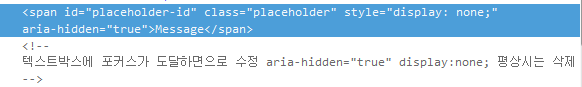 <span id="placeholder-id" class="placeholder" style="display: none;"
aria-hidden="true">Message</span>
<!--
텍스트박스에 포커스가 도달하면으로 수정 aria-hidden="true" display:none; 평상시는 삭제
-->